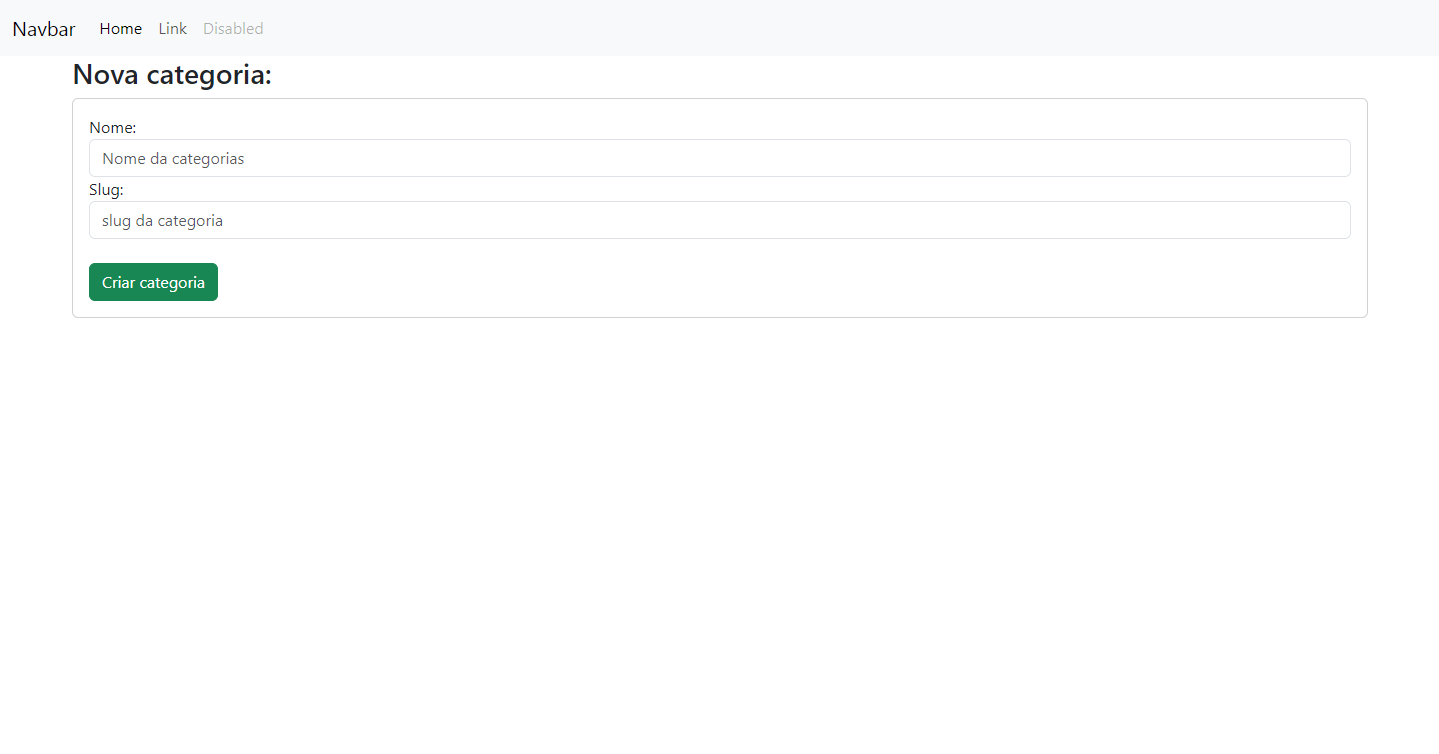 Navbar Home Link Disabled
Nova categoria:
Nome:
Nome da categorias
Slug:
slug da categoria
Criar categoria